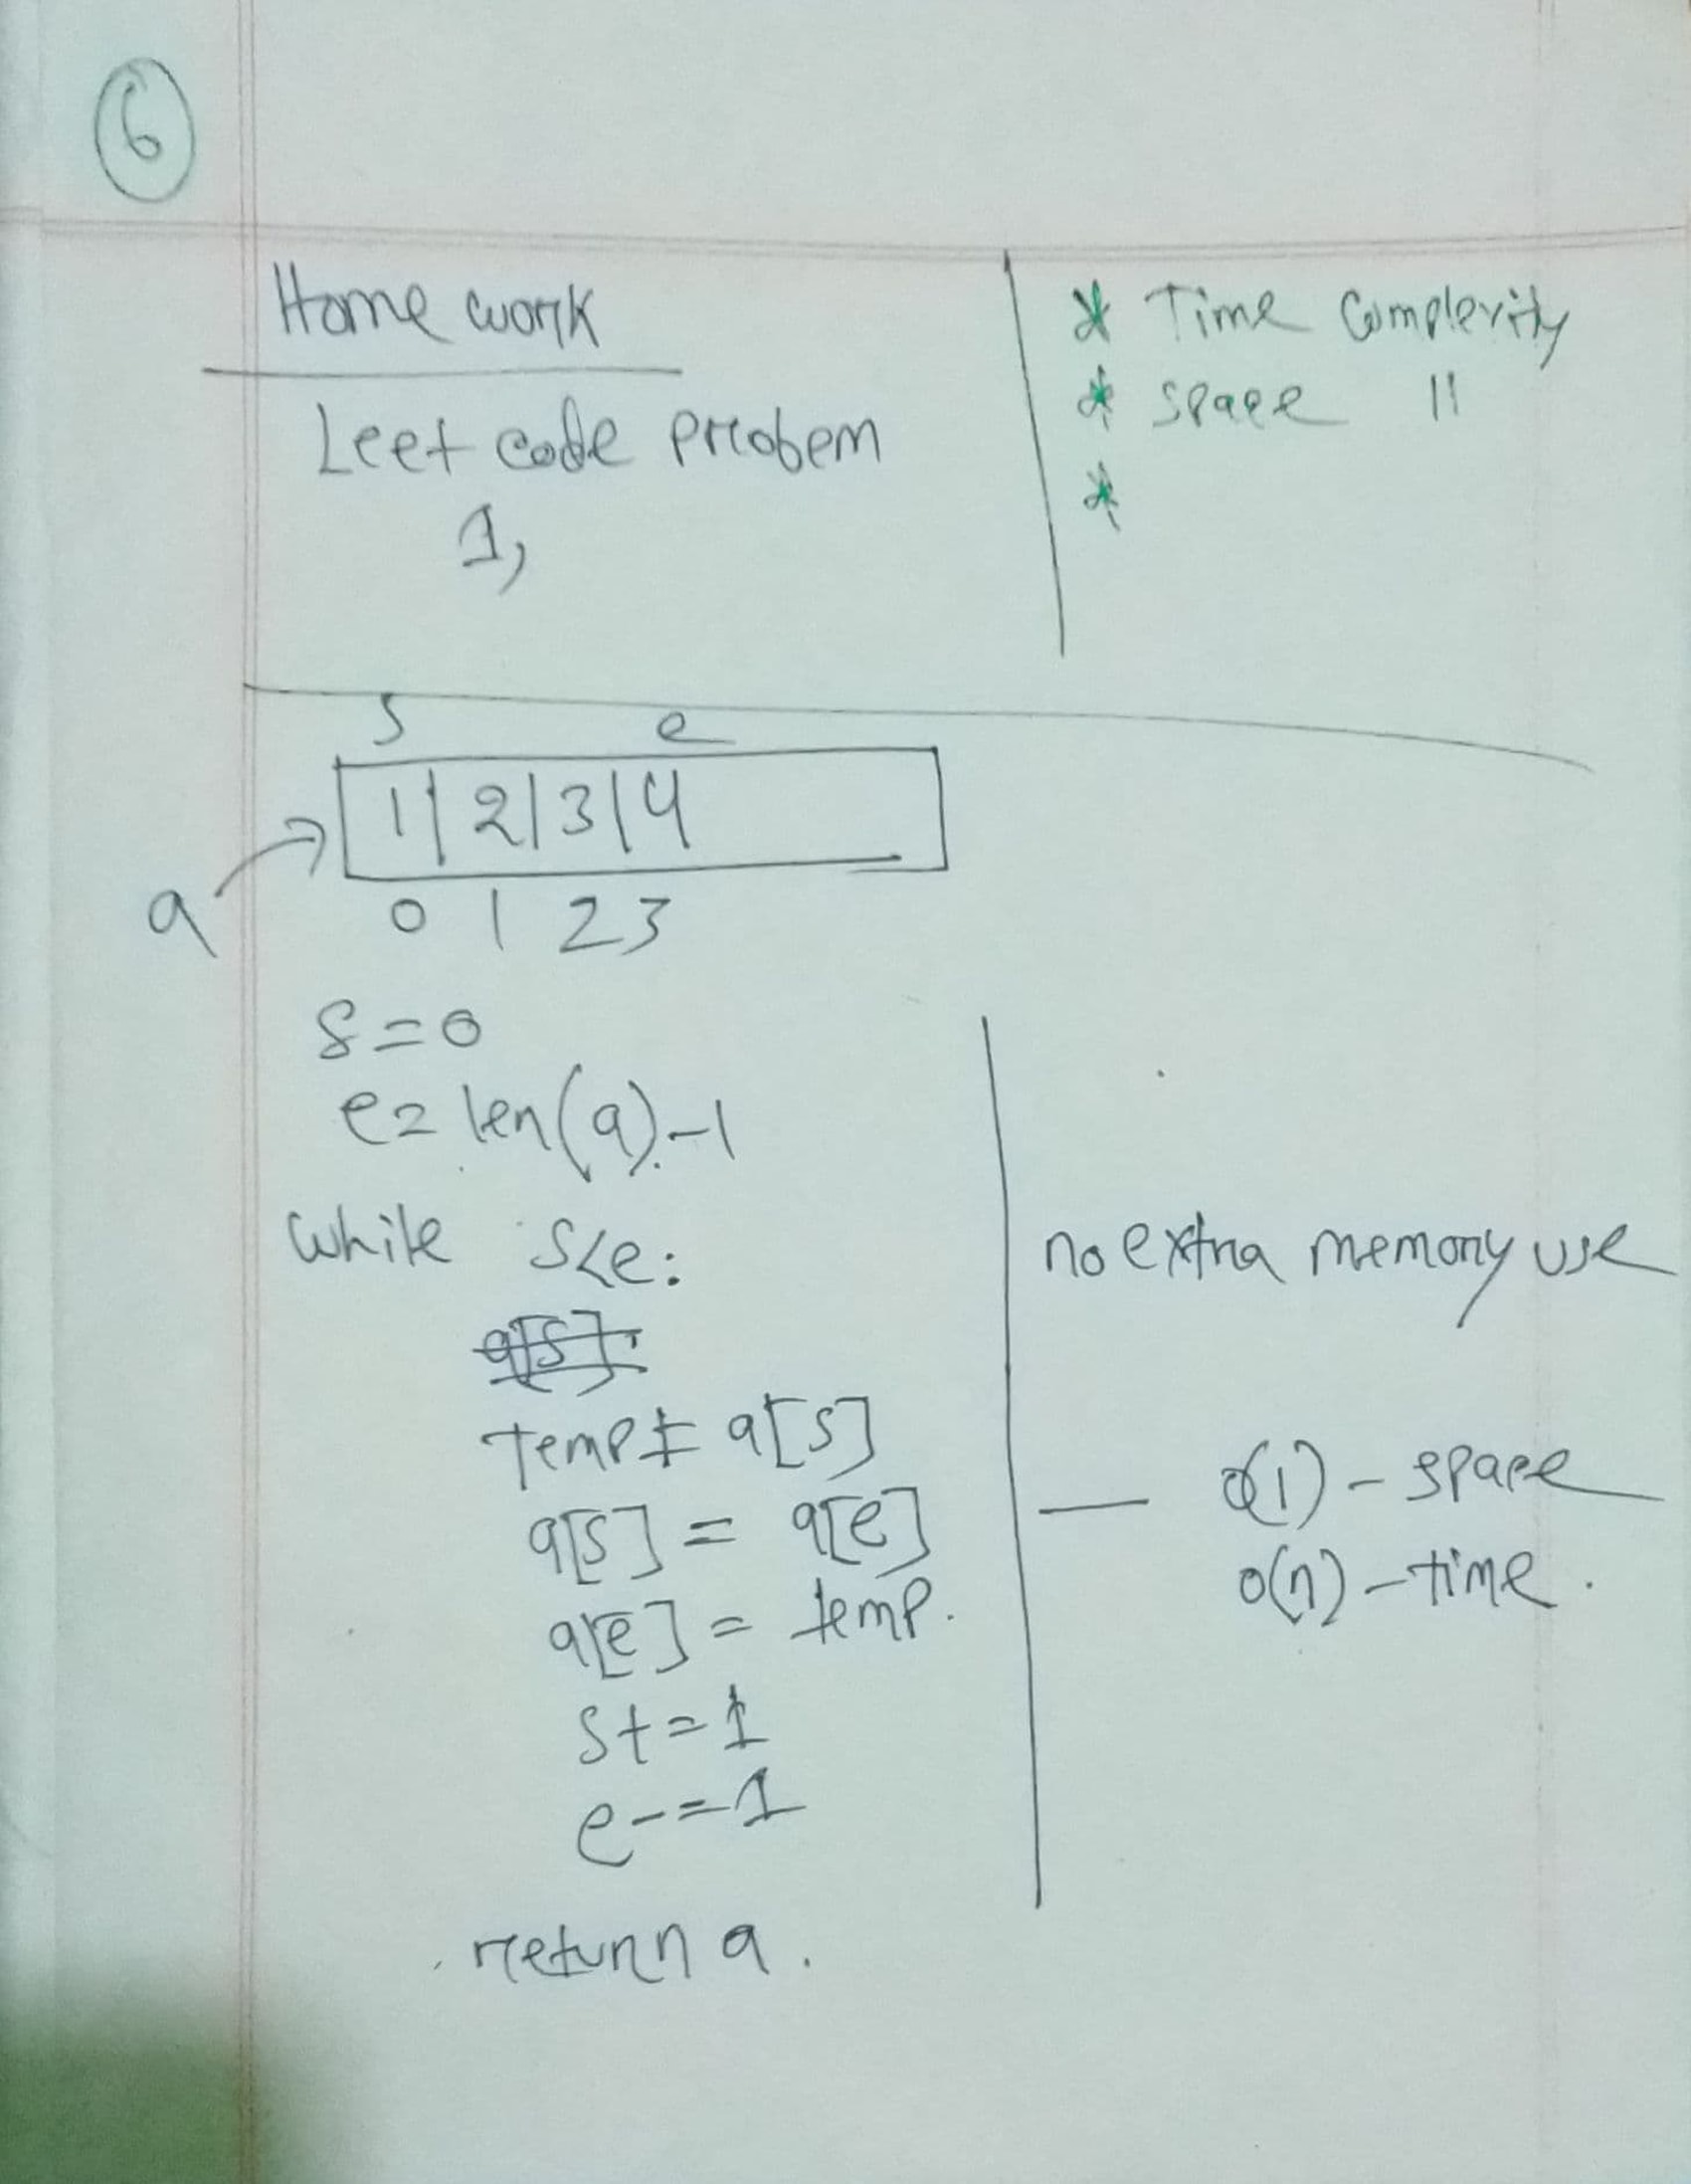 6
Home work
Leet code Probem
1,
* Time Complexity
* space "
*
s e
1|2|3|4
a
0 1 2 3
s=0
e= len(a)-1
while s<e:
temp = a[s]
a[s] = a[e]
a[e] = temp.
s+=1
e-=1
return a.
no extra memory use
— O(1) - space
O(n) - time.